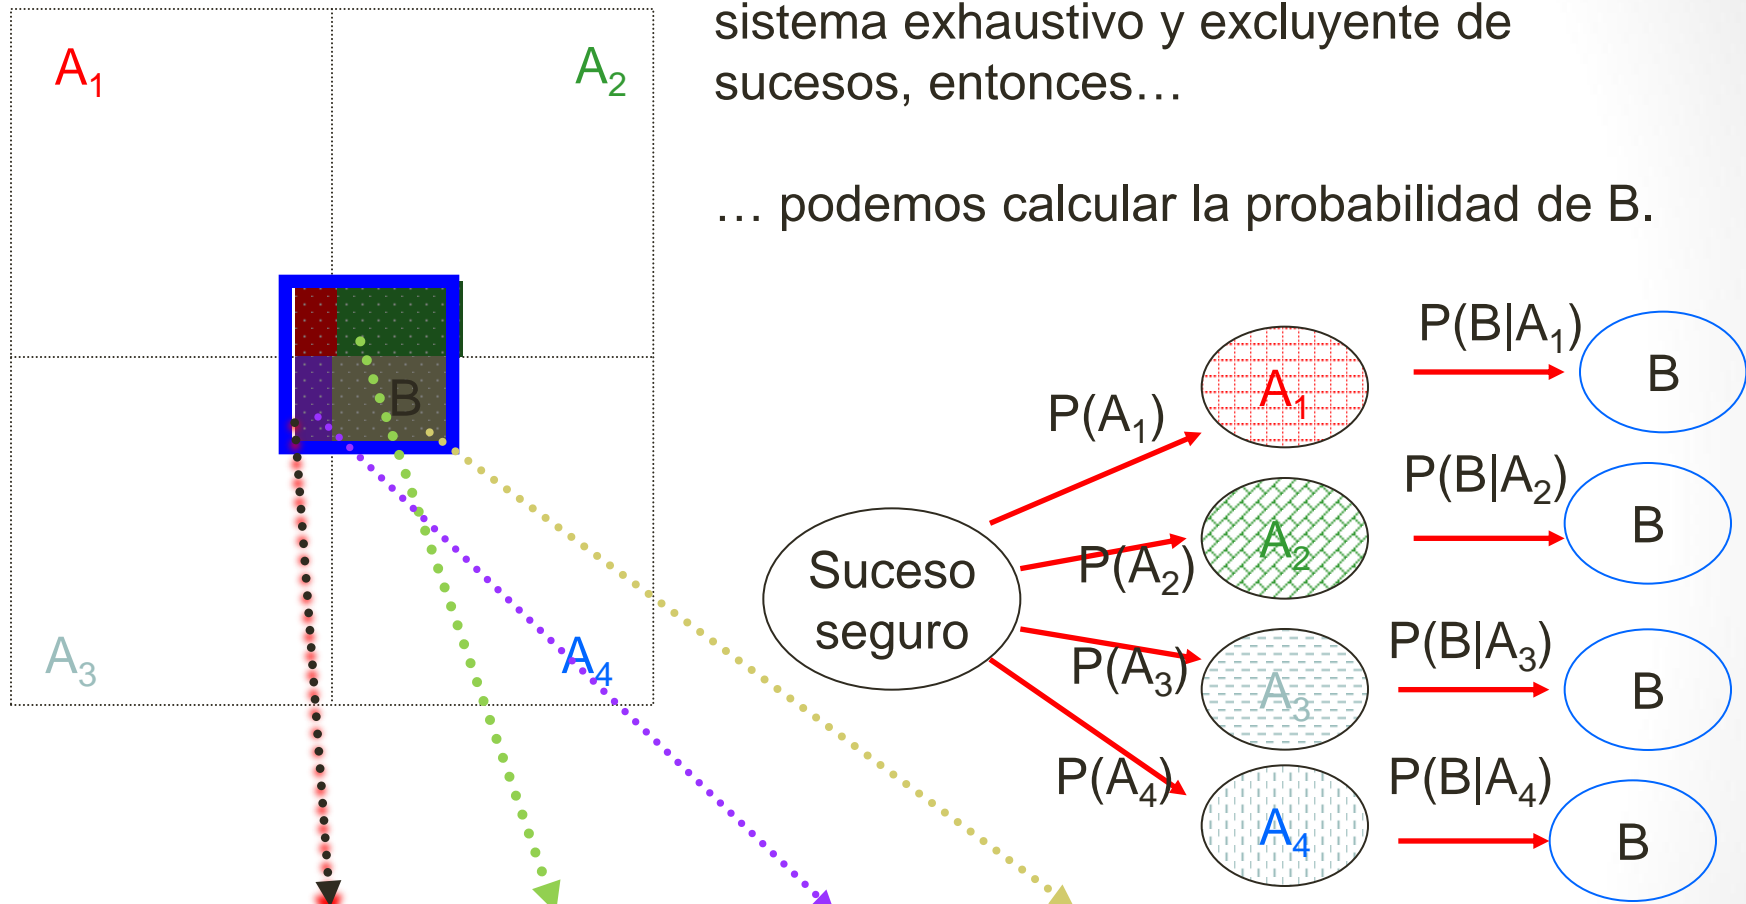 sistema exhaustivo y excluyente de
sucesos, entonces…
… podemos calcular la probabilidad de B.
A₁
A₂
B
A₃
A₄
Suceso
seguro
P(A₁)
A₁
P(B|A₁)
B
P(A₂)
A₂
P(B|A₂)
B
P(A₃)
A₃
P(B|A₃)
B
P(A₄)
A₄
P(B|A₄)
B